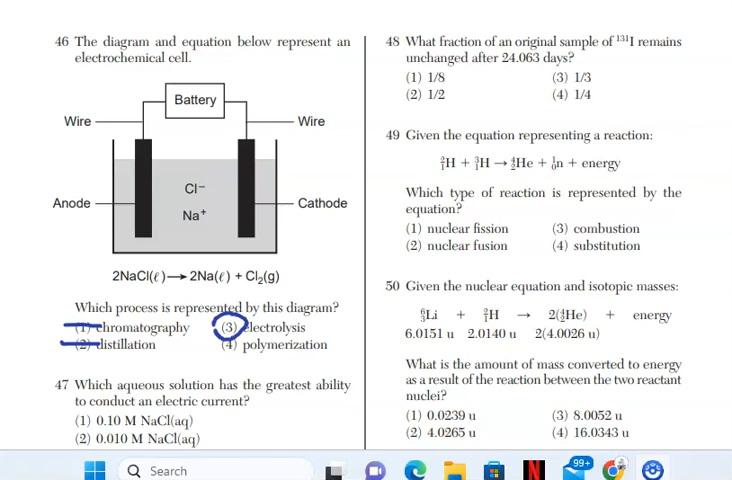 46 The diagram and equation below represent an
electrochemical cell.
Battery
Wire
Wire
Cl⁻
Na⁺
Anode
Cathode
2NaCl(ℓ) → 2Na(ℓ) + Cl₂(g)
Which process is represented by this diagram?
(1) chromatography (3) electrolysis
(2) distillation (4) polymerization
47 Which aqueous solution has the greatest ability
to conduct an electric current?
(1) 0.10 M NaCl(aq)
(2) 0.010 M NaCl(aq)
48 What fraction of an original sample of ¹³¹I remains
unchanged after 24.063 days?
(1) 1/8 (3) 1/3
(2) 1/2 (4) 1/4
49 Given the equation representing a reaction:
²₁H + ³₁H → ⁴₂He + ¹₀n + energy
Which type of reaction is represented by the
equation?
(1) nuclear fission (3) combustion
(2) nuclear fusion (4) substitution
50 Given the nuclear equation and isotopic masses:
⁶₃Li + ²₁H → 2(⁴₂He) + energy
6.0151 u 2.0140 u 2(4.0026 u)
What is the amount of mass converted to energy
as a result of the reaction between the two reactant
nuclei?
(1) 0.0239 u (3) 8.0052 u
(2) 4.0265 u (4) 16.0343 u
Search
N
99+